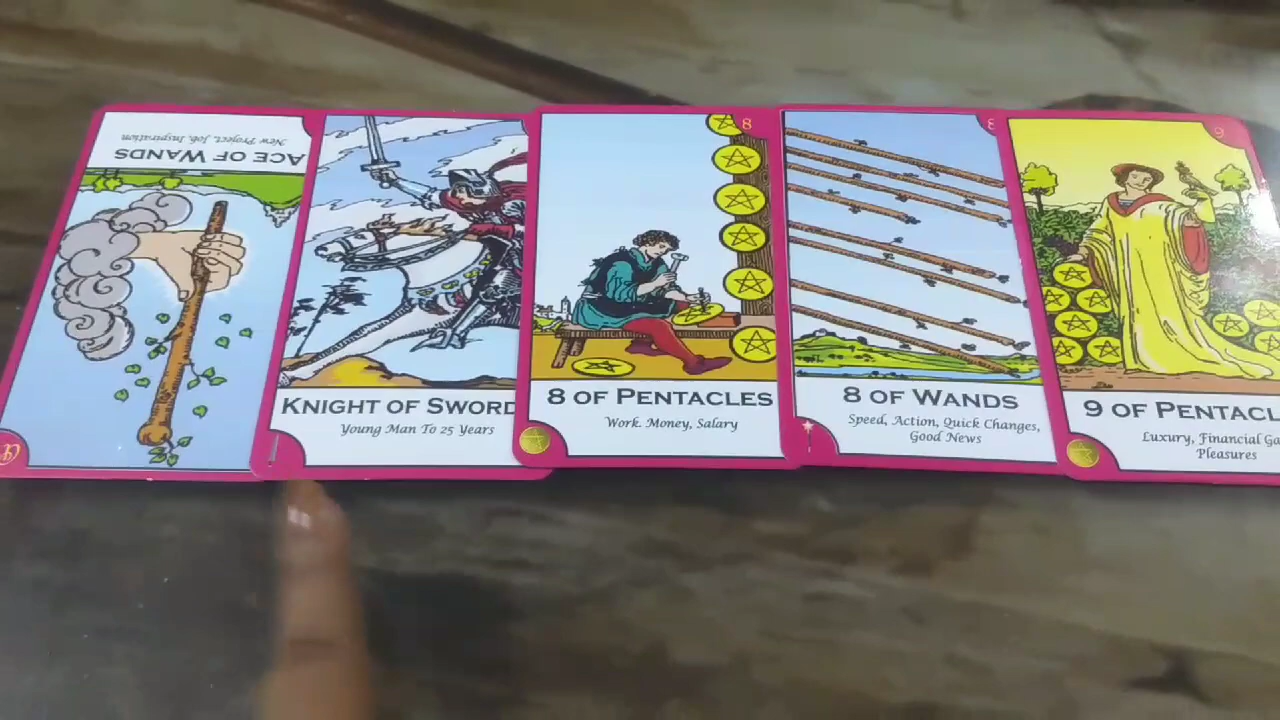 ACE OF WANDS
New Project, Job, Inspiration
KNIGHT OF SWORD
Young Man To 25 Years
8
8 OF PENTACLES
Work. Money, Salary
8 OF WANDS
Speed, Action, Quick Changes,
Good News
9
9 OF PENTACL
Luxury, Financial Ga
Pleasures